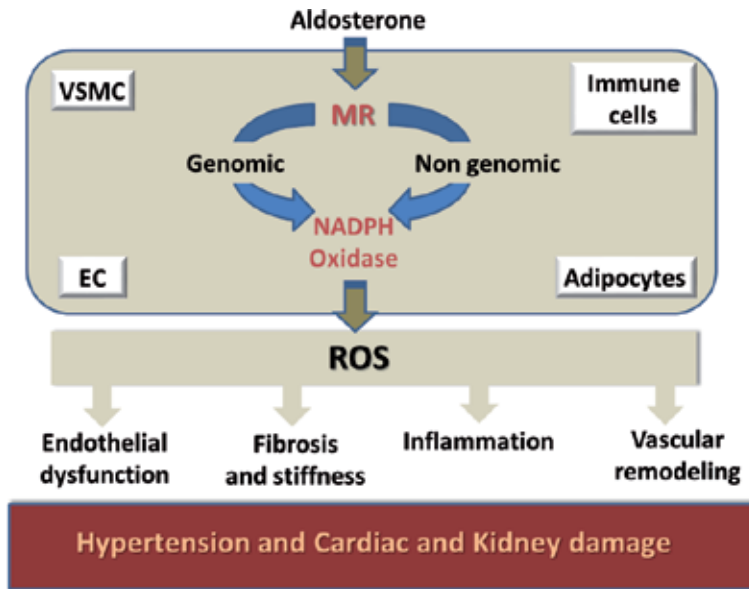 Aldosterone
VSMC
Immune
cells
MR
Genomic
Non genomic
NADPH
Oxidase
EC
Adipocytes
ROS
Endothelial
dysfunction
Fibrosis
and stiffness
Inflammation
Vascular
remodeling
Hypertension and Cardiac and Kidney damage